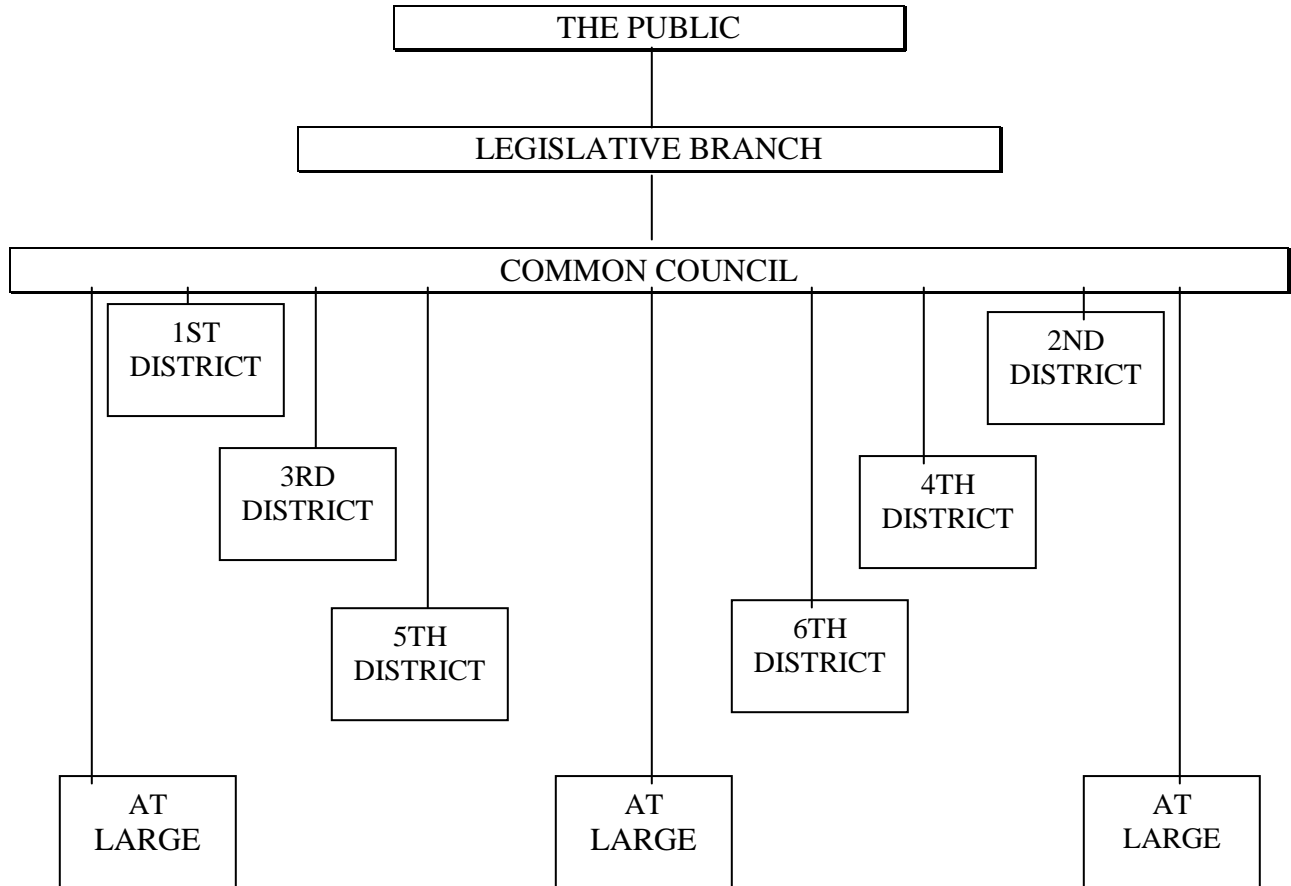 THE PUBLIC
LEGISLATIVE BRANCH
COMMON COUNCIL
1ST
DISTRICT
2ND
DISTRICT
3RD
DISTRICT
4TH
DISTRICT
5TH
DISTRICT
6TH
DISTRICT
AT
LARGE
AT
LARGE
AT
LARGE